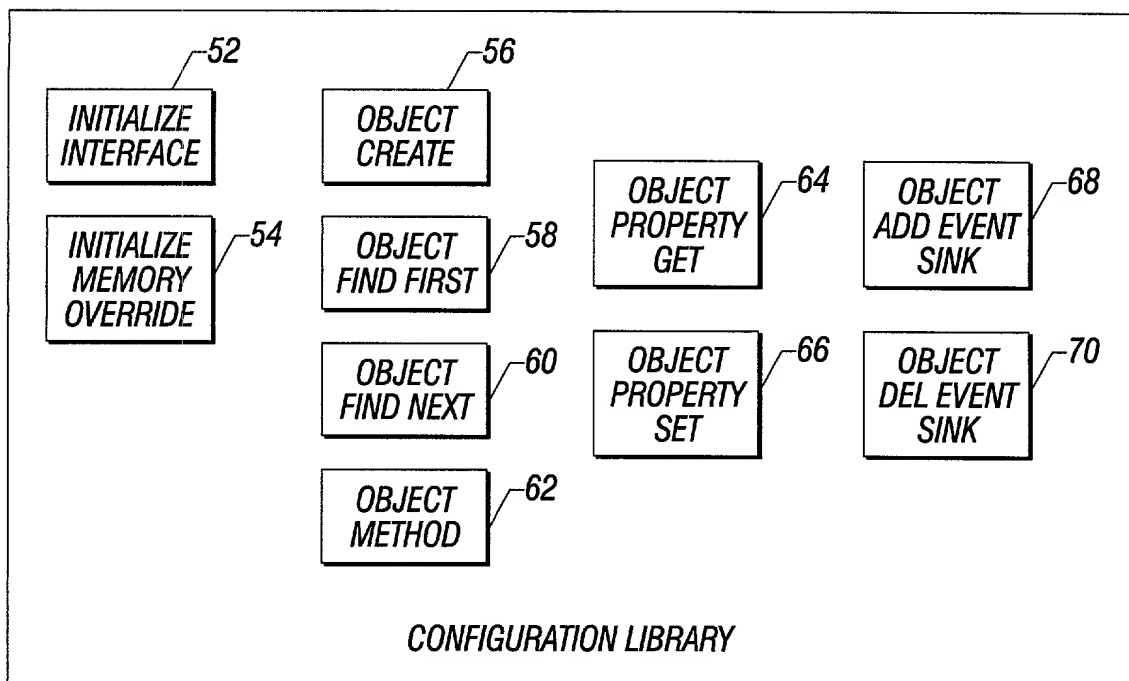 52
INITIALIZE
INTERFACE
54
INITIALIZE
MEMORY
OVERRIDE
56
OBJECT
CREATE
58
OBJECT
FIND FIRST
60
OBJECT
FIND NEXT
62
OBJECT
METHOD
64
OBJECT
PROPERTY
GET
66
OBJECT
PROPERTY
SET
68
OBJECT
ADD EVENT
SINK
70
OBJECT
DEL EVENT
SINK
CONFIGURATION LIBRARY